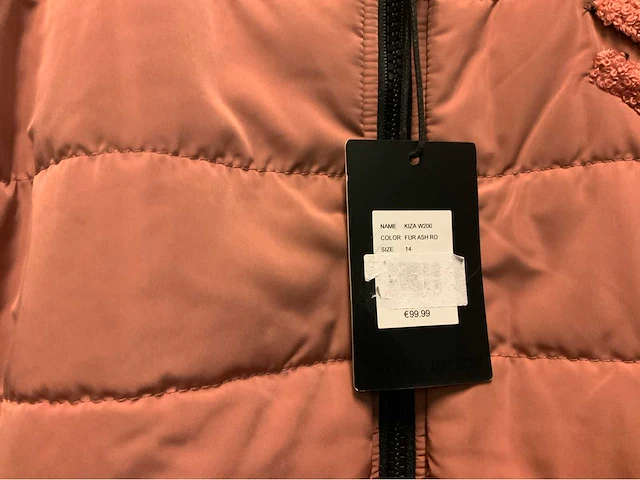 NAME KIZA W200
COLOR FUR ASH RO
SIZE 14
€99.99